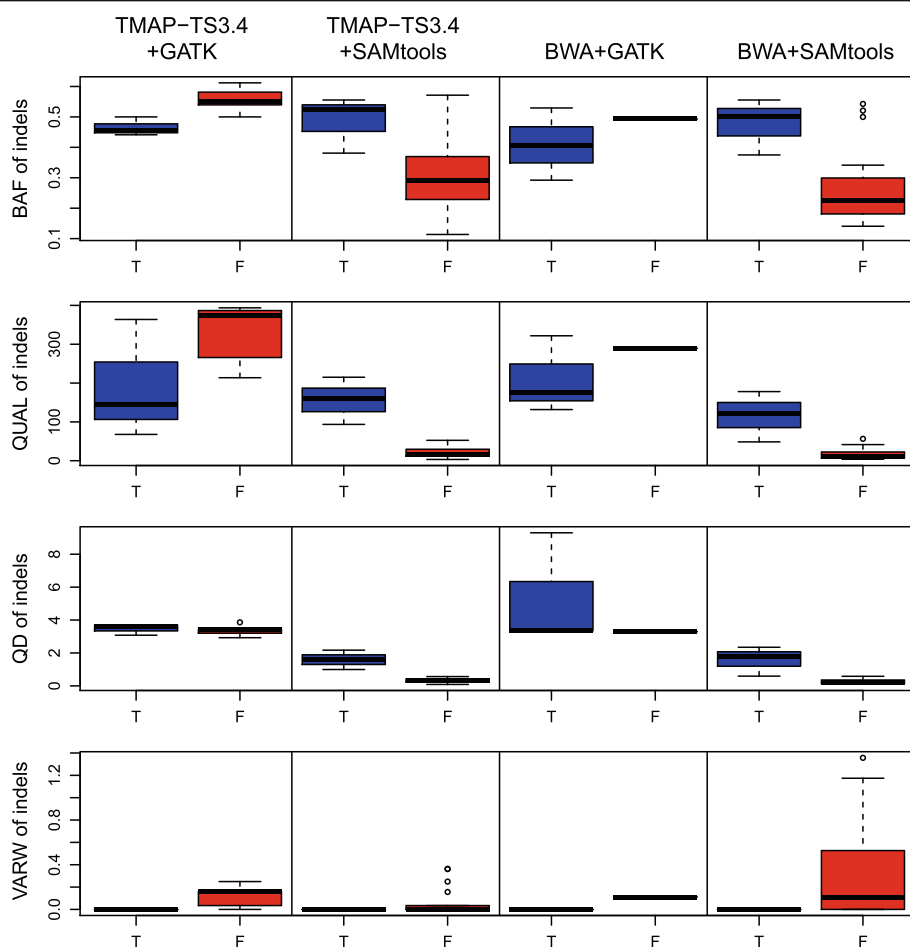 TMAP−TS3.4
+GATK
TMAP−TS3.4
+SAMtools
BWA+GATK
BWA+SAMtools
BAF of indels
0.1
0.3
0.5
T
F
T
F
T
F
T
F
QUAL of indels
0
100
300
T
F
T
F
T
F
T
F
QD of indels
0
2
4
6
8
T
F
T
F
T
F
T
F
VARW of indels
0.0
0.4
0.8
1.2
T
F
T
F
T
F
T
F